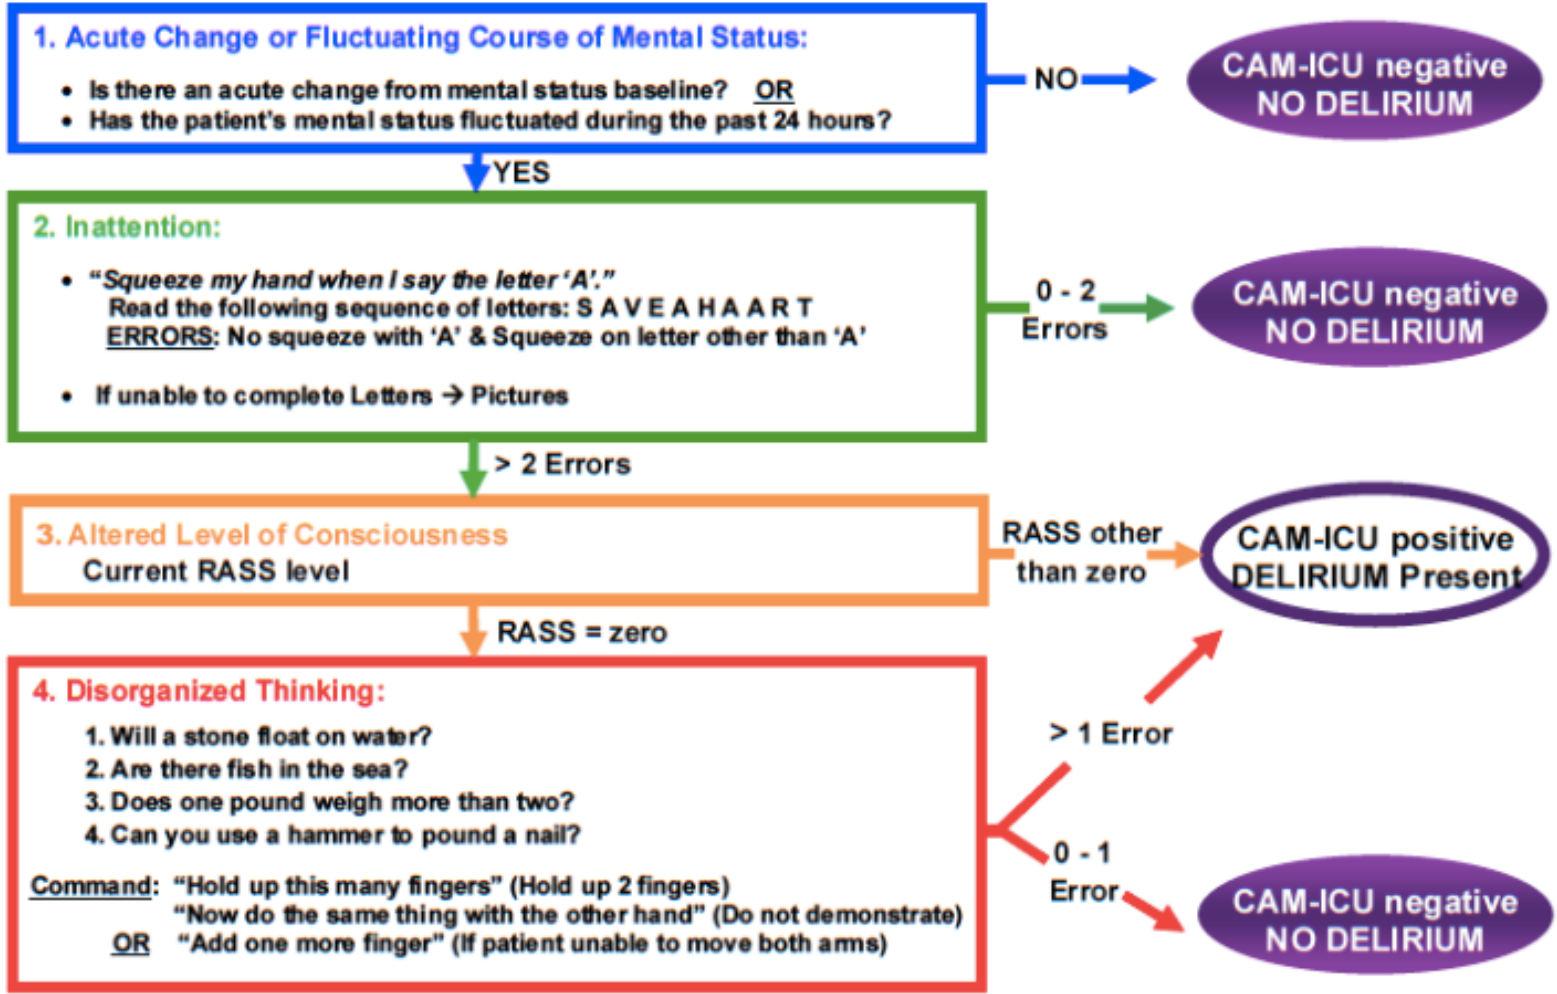 1. Acute Change or Fluctuating Course of Mental Status:
• Is there an acute change from mental status baseline? OR
• Has the patient's mental status fluctuated during the past 24 hours?
NO
CAM-ICU negative
NO DELIRIUM
YES
2. Inattention:
• "Squeeze my hand when I say the letter 'A'."
Read the following sequence of letters: S A V E A H A A R T
ERRORS: No squeeze with 'A' & Squeeze on letter other than 'A'
• If unable to complete Letters → Pictures
0 - 2
Errors
CAM-ICU negative
NO DELIRIUM
> 2 Errors
3. Altered Level of Consciousness
Current RASS level
RASS other
than zero
CAM-ICU positive
DELIRIUM Present
RASS = zero
4. Disorganized Thinking:
1. Will a stone float on water?
2. Are there fish in the sea?
3. Does one pound weigh more than two?
4. Can you use a hammer to pound a nail?
Command: "Hold up this many fingers" (Hold up 2 fingers)
"Now do the same thing with the other hand" (Do not demonstrate)
OR "Add one more finger" (If patient unable to move both arms)
> 1 Error
0 - 1
Error
CAM-ICU negative
NO DELIRIUM